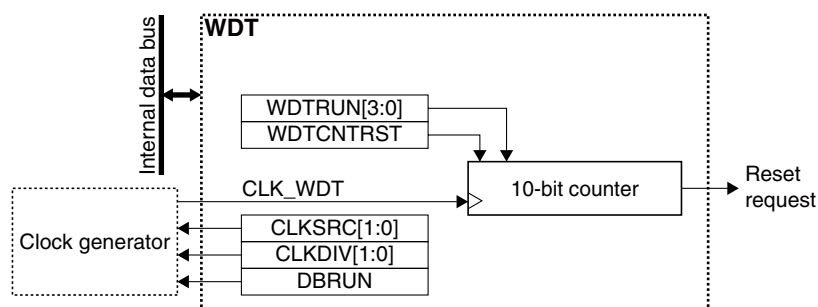 Internal data bus
WDT
WDTRUN[3:0]
WDTCNTRST
CLK_WDT
10-bit counter
Reset
request
Clock generator
CLKSRC[1:0]
CLKDIV[1:0]
DBRUN